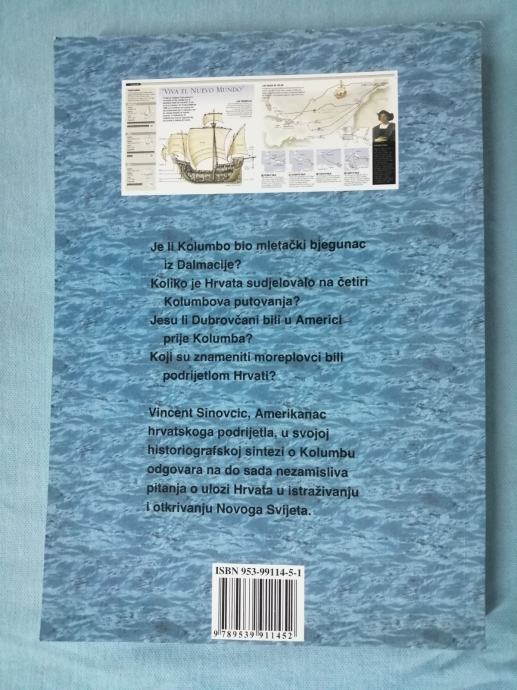 "VIVA EL NUEVO MUNDO"
Je li Kolumbo bio mletački bjegunac
iz Dalmacije?
Koliko je Hrvata sudjelovalo na četiri
Kolumbova putovanja?
Jesu li Dubrovčani bili u Americi
prije Kolumba?
Koji su znameniti moreplovci bili
podrijetlom Hrvati?
Vincent Sinovcic, Amerikanac
hrvatskoga podrijetla, u svojoj
historiografskoj sintezi o Kolumbu
odgovara na do sada nezamisliva
pitanja o ulozi Hrvata u istraživanju
i otkrivanju Novoga Svijeta.
ISBN 953-99114-5-1
9 789539 911452